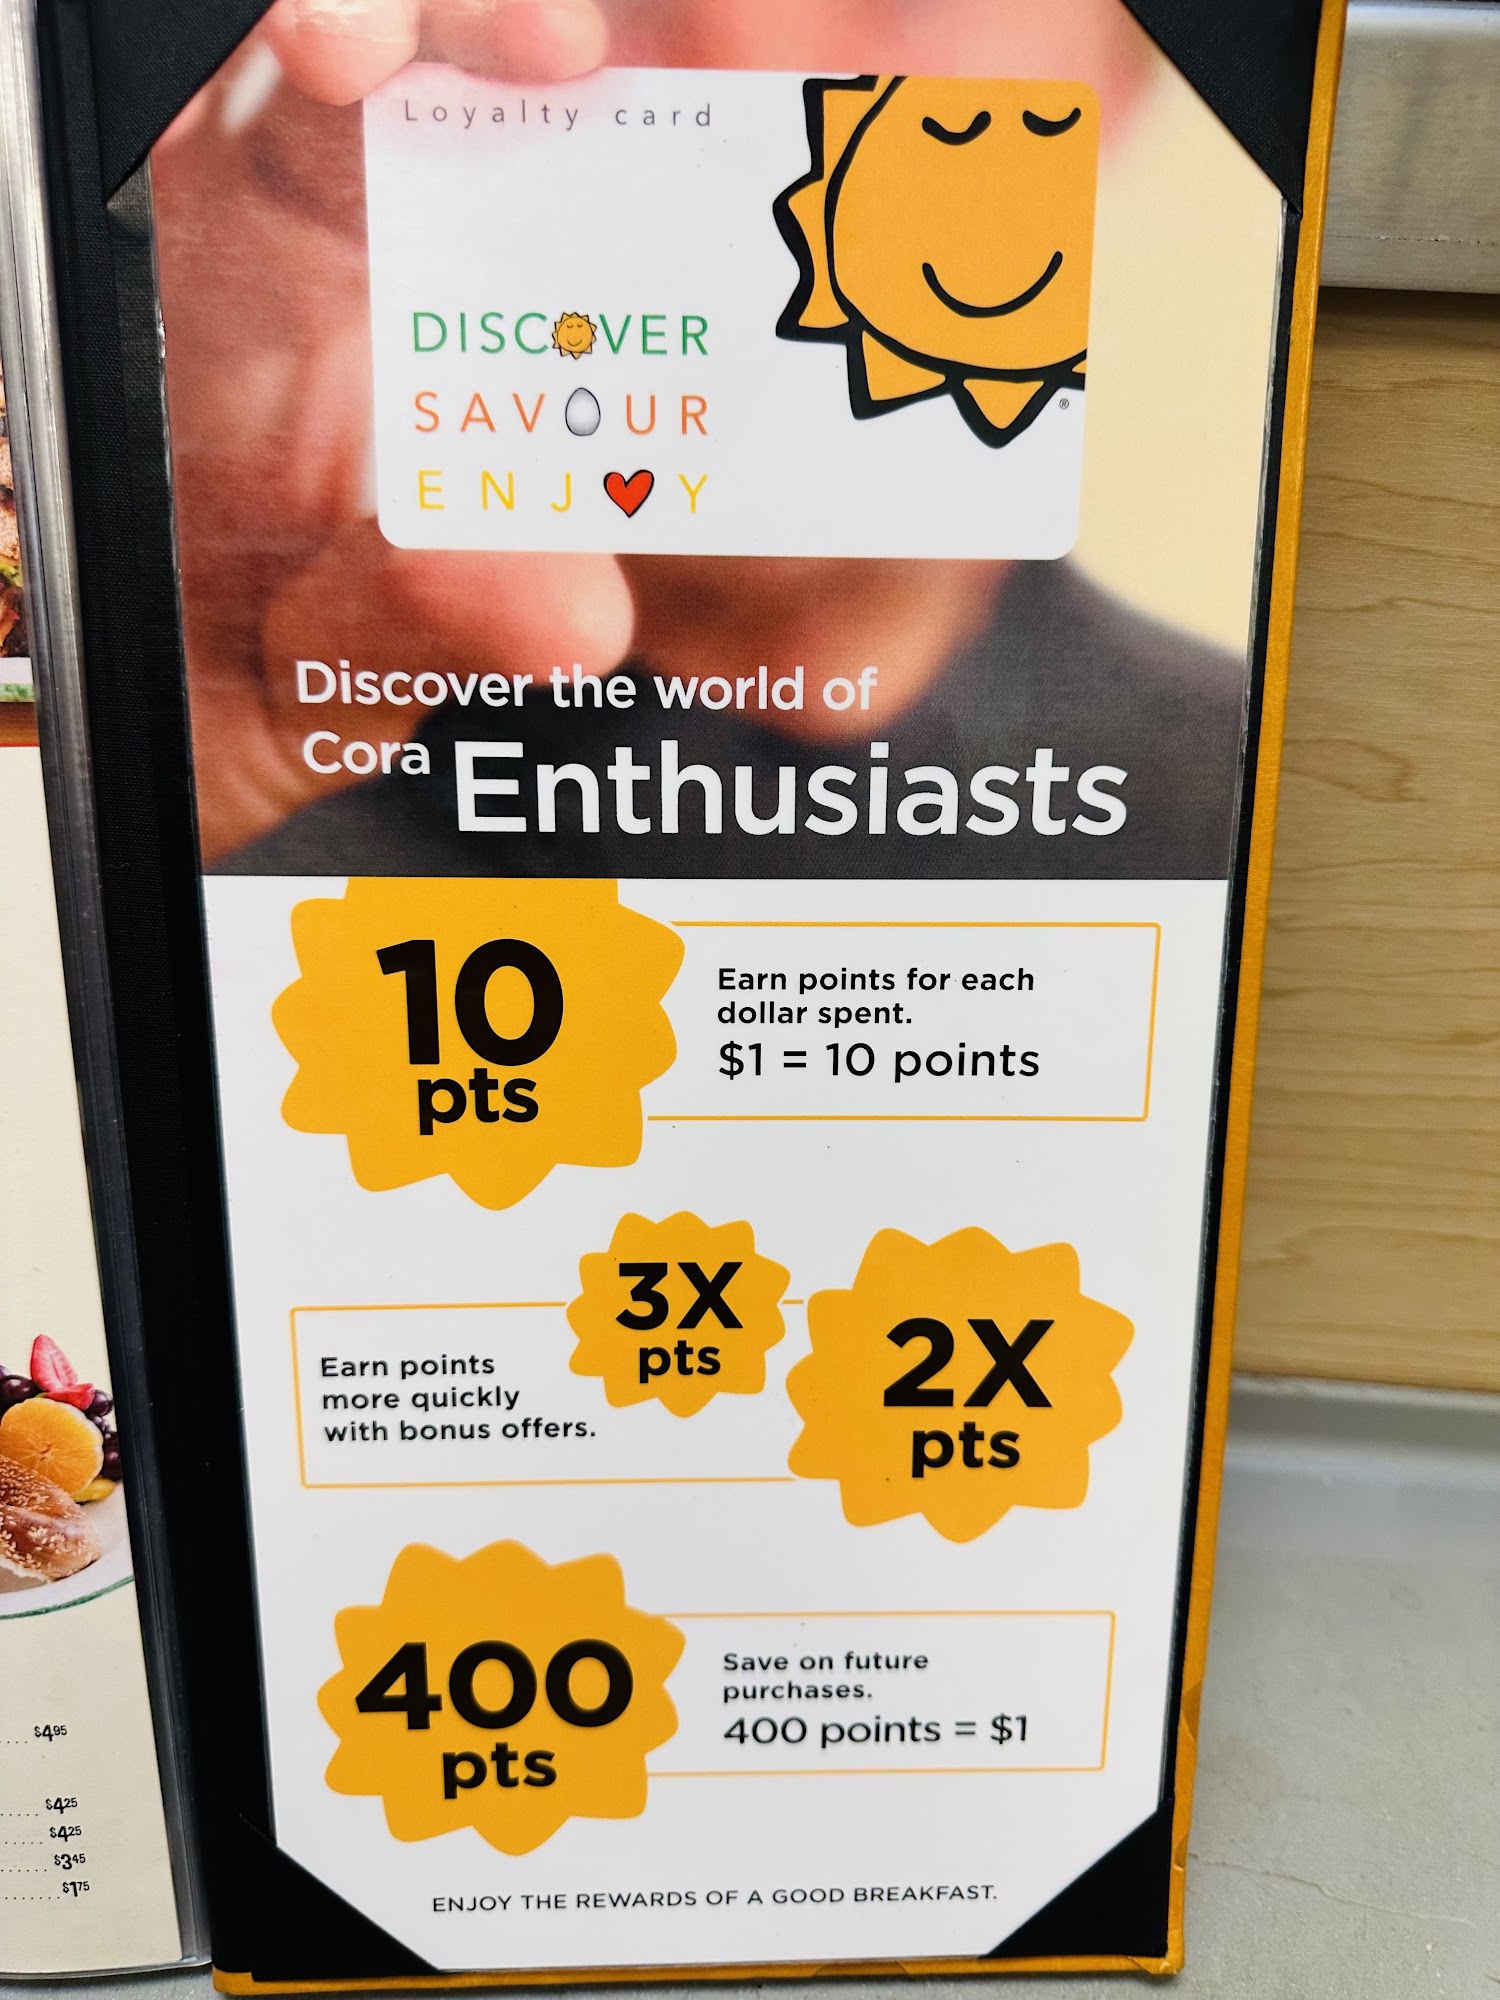 Loyalty card
DISCOVER
SAVOUR
ENJOY
®
Discover the world of
Cora Enthusiasts
10
pts
Earn points for each
dollar spent.
$1 = 10 points
3X
pts
2X
pts
Earn points
more quickly
with bonus offers.
400
pts
Save on future
purchases.
400 points = $1
ENJOY THE REWARDS OF A GOOD BREAKFAST.
.... $4.95
..... $4.25
..... $4.25
...... $3.45
....... $1.75